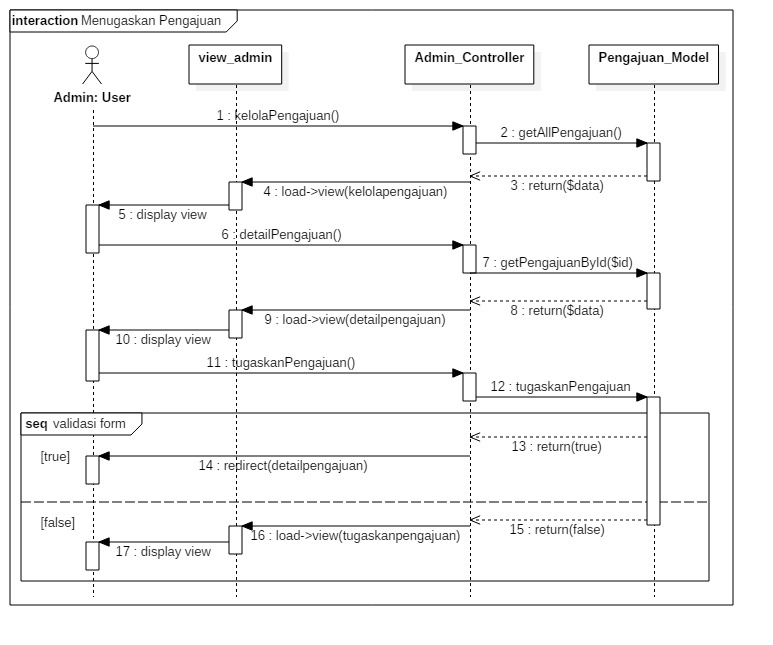 interaction Menugaskan Pengajuan
view_admin
Admin_Controller
Pengajuan_Model
Admin: User
1 : kelolaPengajuan()
2 : getAllPengajuan()
3 : return($data)
4 : load->view(kelolapengajuan)
5 : display view
6 : detailPengajuan()
7 : getPengajuanById($id)
8 : return($data)
9 : load->view(detailpengajuan)
10 : display view
11 : tugaskanPengajuan()
12 : tugaskanPengajuan
seq validasi form
13 : return(true)
[true]
14 : redirect(detailpengajuan)
[false]
15 : return(false)
16 : load->view(tugaskanpengajuan)
17 : display view